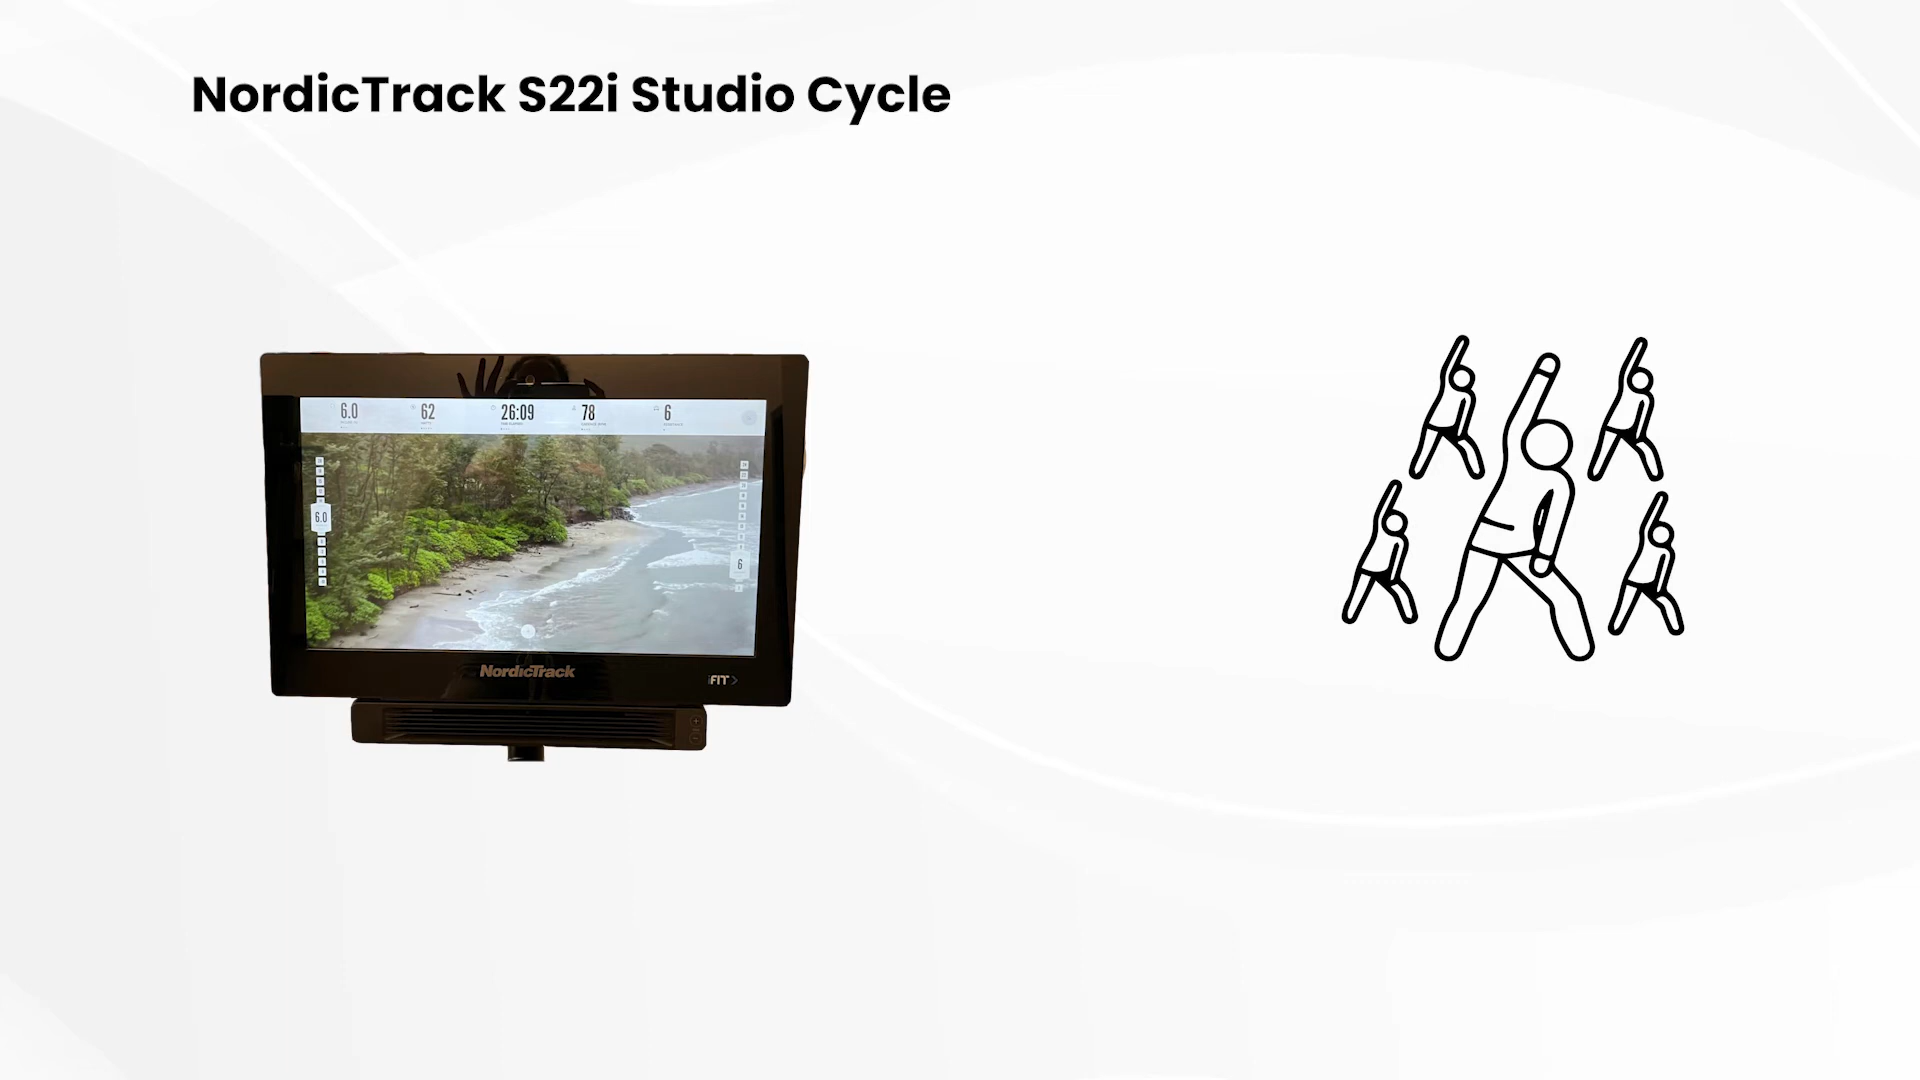 NordicTrack S22i Studio Cycle
6.0 62 26:09 78 6
6.0
6
NordicTrack
iFIT